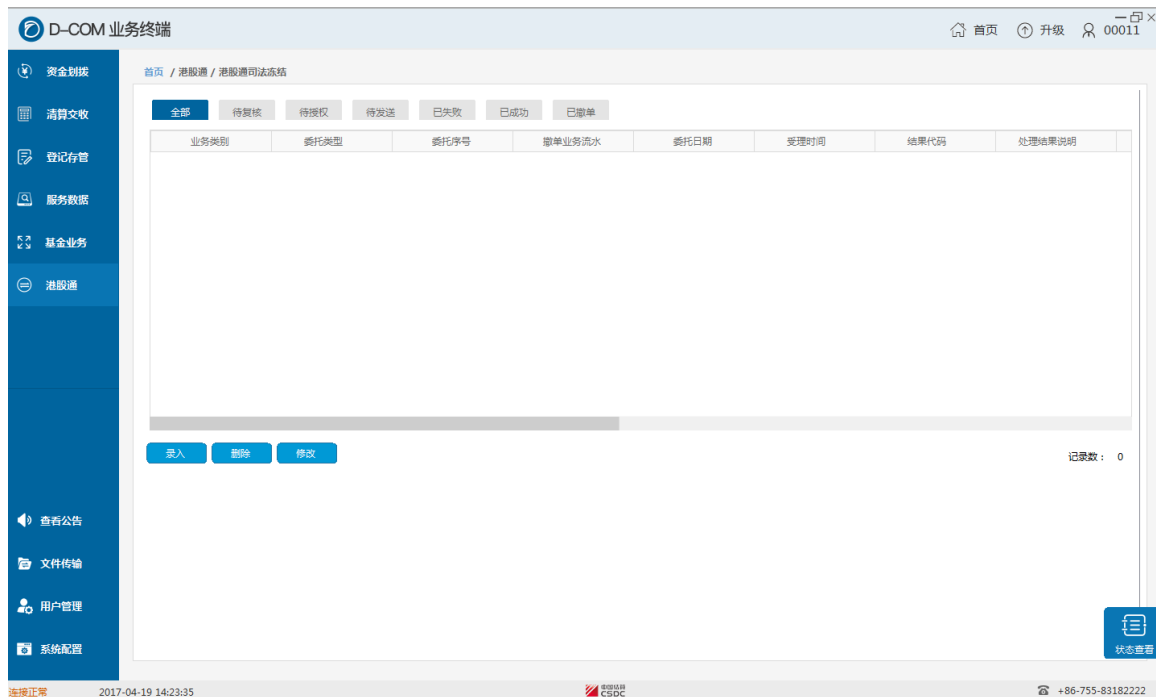 D-COM 业务终端
首页 升级 00011
资金划拨
清算交收
登记存管
服务数据
基金业务
港股通
查看公告
文件传输
用户管理
系统配置
首页 / 港股通 / 港股通司法冻结
全部 待复核 待授权 待发送 已失败 已成功 已撤单
业务类别 委托类型 委托序号 撤单业务流水 委托日期 受理时间 结果代码 处理结果说明
录入 删除 修改
记录数： 0
状态查看
连接正常 2017-04-19 14:23:35 中国结算 CSDC +86-755-83182222